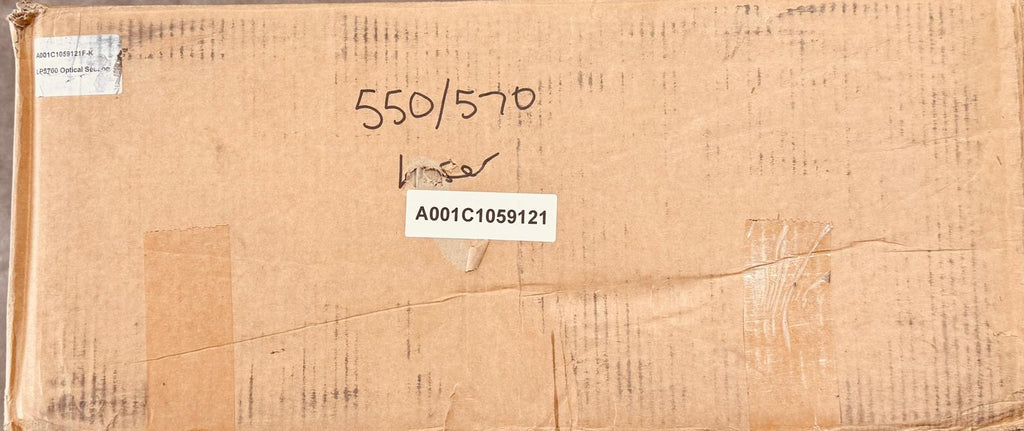 A001C1059121F-K
LP5700 Optical
550/570
Laser
A001C1059121